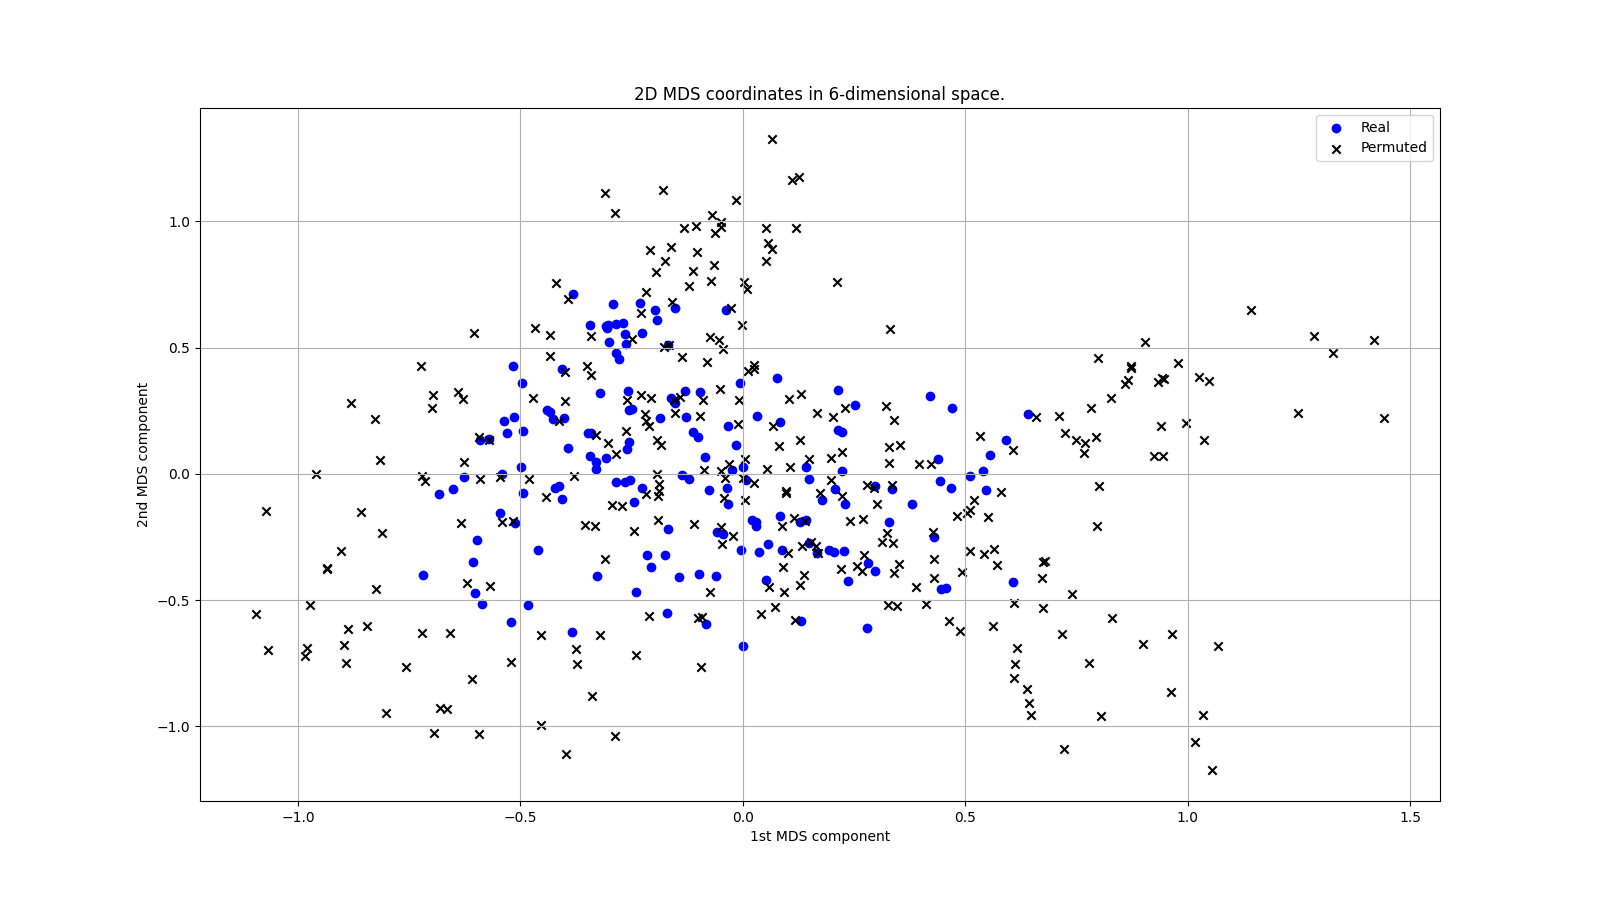 2D MDS coordinates in 6-dimensional space.
Real
Permuted
1.0
0.5
0.0
−0.5
−1.0
2nd MDS component
−1.0
−0.5
0.0
0.5
1.0
1.5
1st MDS component